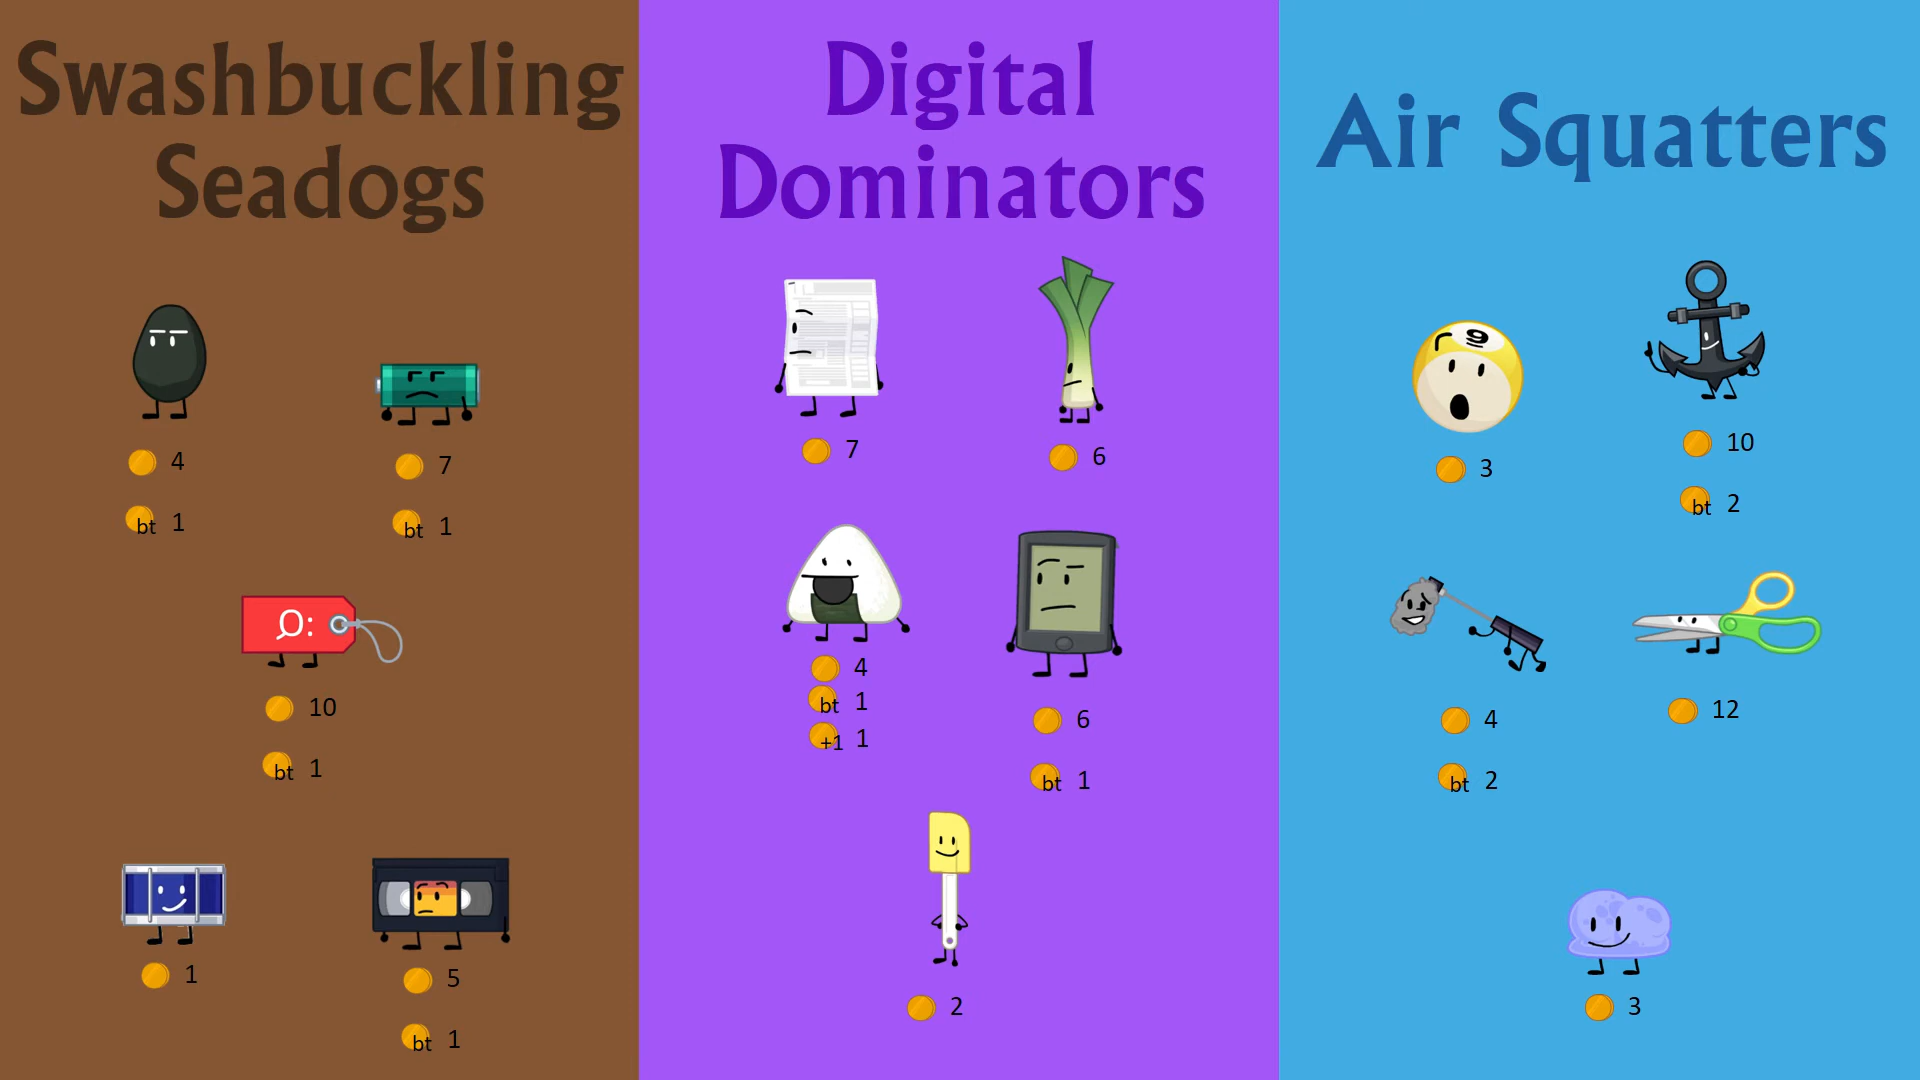 Swashbuckling
Seadogs
4
bt 1
7
bt 1
Q:
10
bt 1
1
5
bt 1
Digital
Dominators
7
6
4
bt 1
+1 1
6
bt 1
2
Air Squatters
9
3
10
bt 2
4
bt 2
12
3